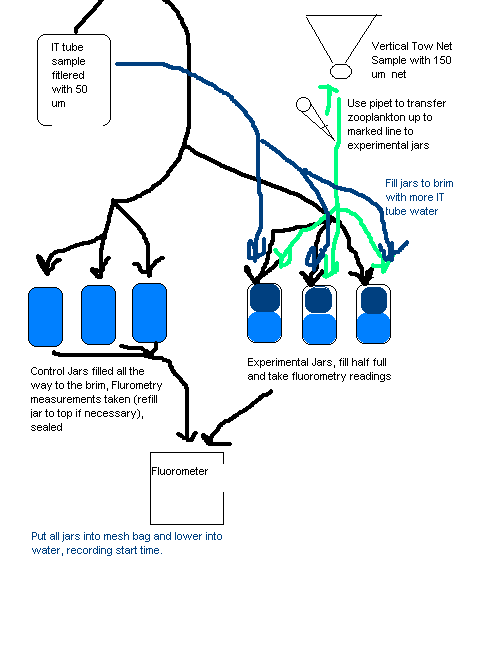 IT tube
sample
fitlered
with 50
um
Vertical Tow Net
Sample with 150
um  net
Use pipet to transfer
zooplankton up to
marked line to
experimental jars
Fill jars to brim
with more IT
tube water
Control Jars filled all the
way to the brim, Flurometry
measurements taken (refill
jar to top if necessary),
sealed
Experimental Jars, fill half full
and take fluorometry readings
Fluorometer
Put all jars into mesh bag and lower into
water, recording start time.